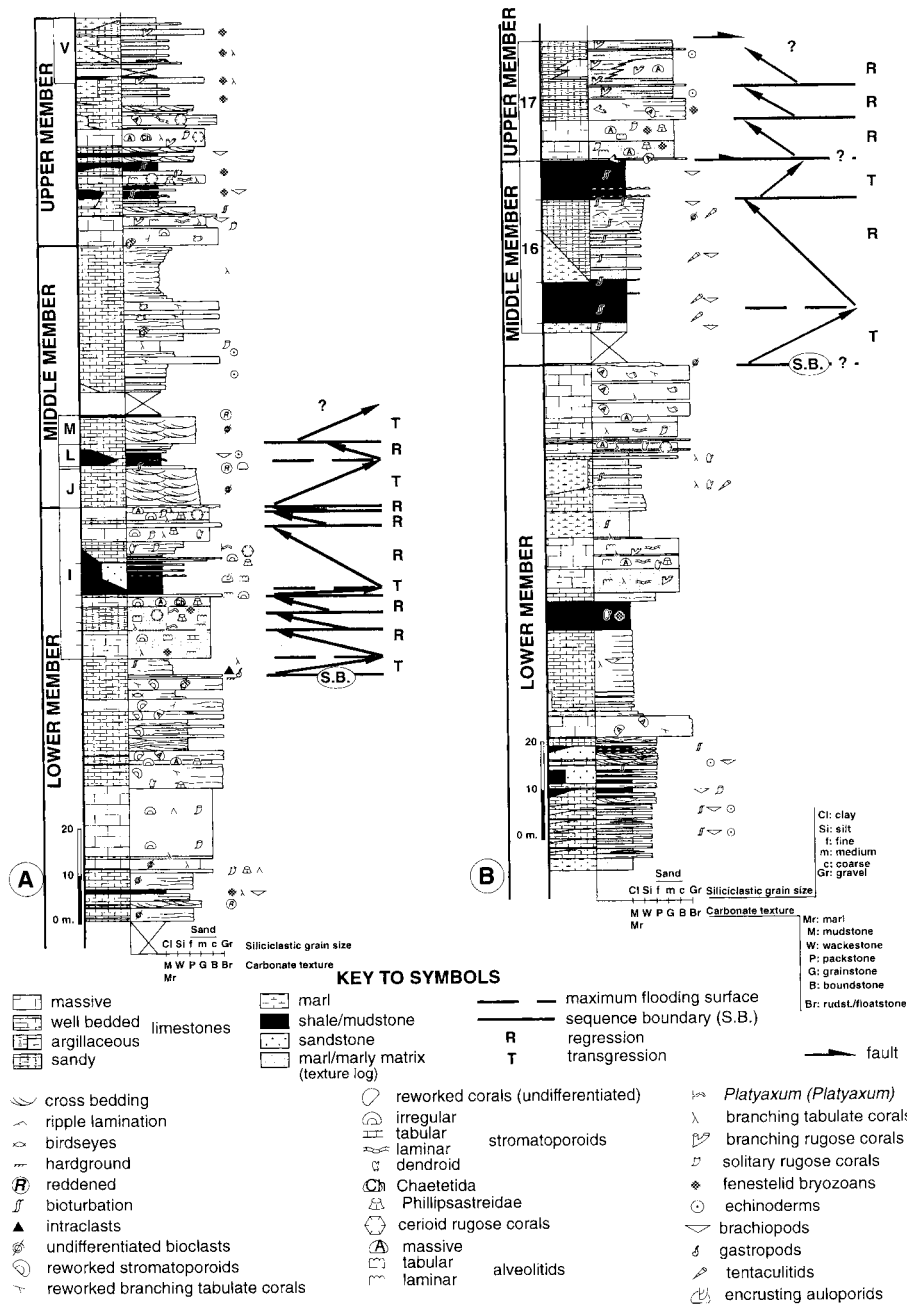 UPPER MEMBER
MIDDLE MEMBER
LOWER MEMBER
V
M
L
J
I
A Ch
?
T
R
T
R
R
R
T
R
R
T
S.B.
20
10
0 m.
A
Sand
Cl Si f m c Gr Siliciclastic grain size
M W P G B Br Carbonate texture
Mr
B
UPPER MEMBER
MIDDLE MEMBER
LOWER MEMBER
17
16
?
R
R
R
? -
T
R
T
S.B. ? -
20
10
0 m.
Sand
Cl Si f m c Gr Siliciclastic grain size
M W P G B Br Carbonate texture
Mr
Cl: clay
Si: silt
f: fine
m: medium
c: coarse
Gr: gravel
Mr: marl
M: mudstone
W: wackestone
P: packstone
G: grainstone
B: boundstone
Br: rudst./floatstone
KEY TO SYMBOLS
massive
well bedded
argillaceous
sandy
limestones
marl
shale/mudstone
sandstone
marl/marly matrix
(texture log)
maximum flooding surface
sequence boundary (S.B.)
R regression
T transgression
fault
cross bedding
ripple lamination
birdseyes
hardground
R reddened
bioturbation
intraclasts
undifferentiated bioclasts
reworked stromatoporoids
reworked branching tabulate corals
reworked corals (undifferentiated)
irregular
tabular
laminar
dendroid
stromatoporoids
Ch Chaetetida
Phillipsastreidae
cerioid rugose corals
A massive
tabular
laminar
alveolitids
Platyaxum (Platyaxum)
branching tabulate corals
branching rugose corals
solitary rugose corals
fenestelid bryozoans
echinoderms
brachiopods
gastropods
tentaculitids
encrusting auloporids